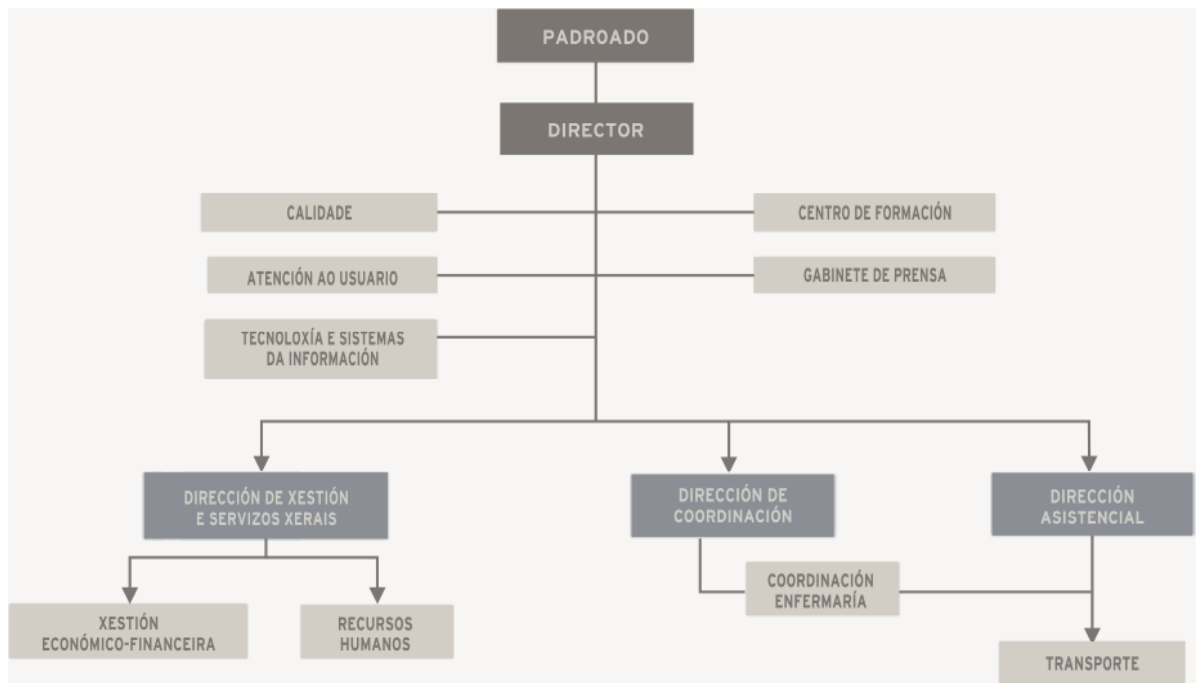 PADROADO
DIRECTOR
CALIDADE
CENTRO DE FORMACIÓN
ATENCIÓN AO USUARIO
GABINETE DE PRENSA
TECNOLOXÍA E SISTEMAS
DA INFORMACIÓN
DIRECCIÓN DE XESTIÓN
E SERVIZOS XERAIS
DIRECCIÓN DE
COORDINACIÓN
DIRECCIÓN
ASISTENCIAL
COORDINACIÓN
ENFERMARÍA
XESTIÓN
ECONÓMICO-FINANCEIRA
RECURSOS
HUMANOS
TRANSPORTE